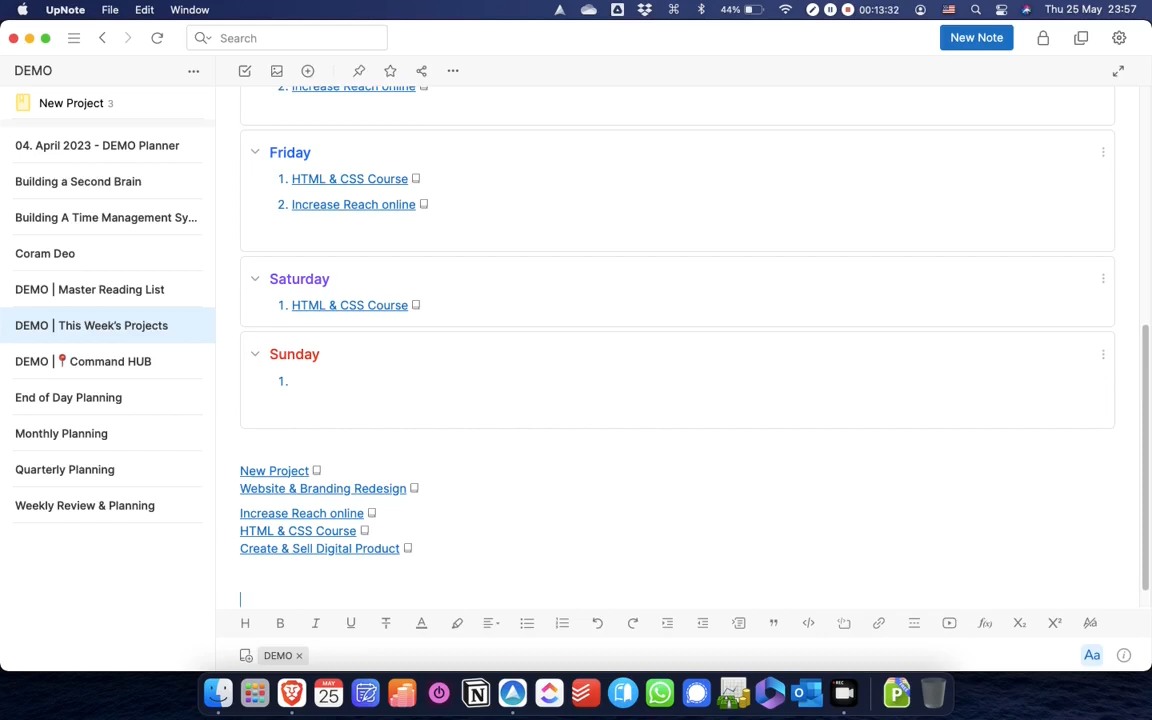 UpNote File Edit Window 44% 00:13:32 Thu 25 May 23:57
Search
New Note
DEMO
New Project 3
04. April 2023 - DEMO Planner
Building a Second Brain
Building A Time Management Sy...
Coram Deo
DEMO | Master Reading List
DEMO | This Week's Projects
DEMO | Command HUB
End of Day Planning
Monthly Planning
Quarterly Planning
Weekly Review & Planning
2. Increase Reach online
Friday
1. HTML & CSS Course
2. Increase Reach online
Saturday
1. HTML & CSS Course
Sunday
1.
New Project
Website & Branding Redesign
Increase Reach online
HTML & CSS Course
Create & Sell Digital Product
H B I U T A </> f(x) X₂ X²
DEMO × Aa
MAY 25